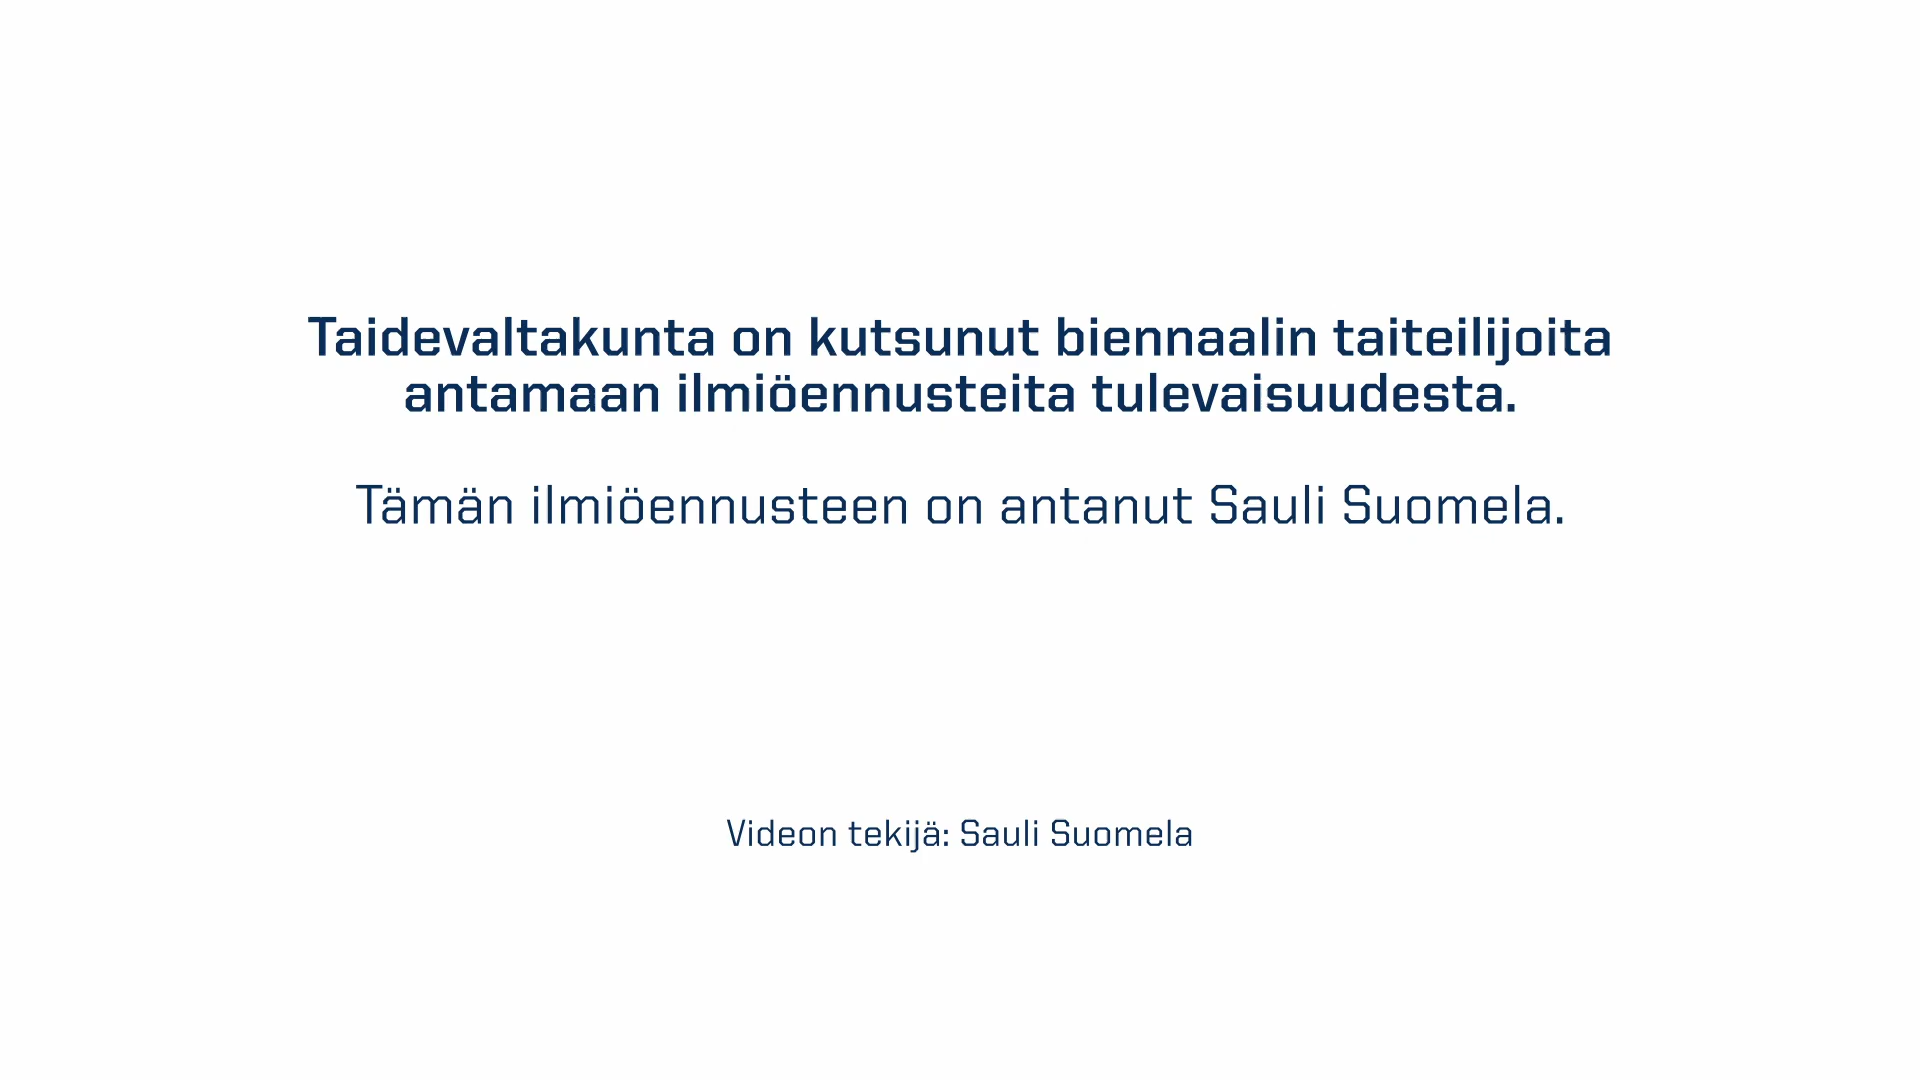 Taidevaltakunta on kutsunut biennaalin taiteilijoita
antamaan ilmiöennusteita tulevaisuudesta.
Tämän ilmiöennusteen on antanut Sauli Suomela.
Videon tekijä: Sauli Suomela